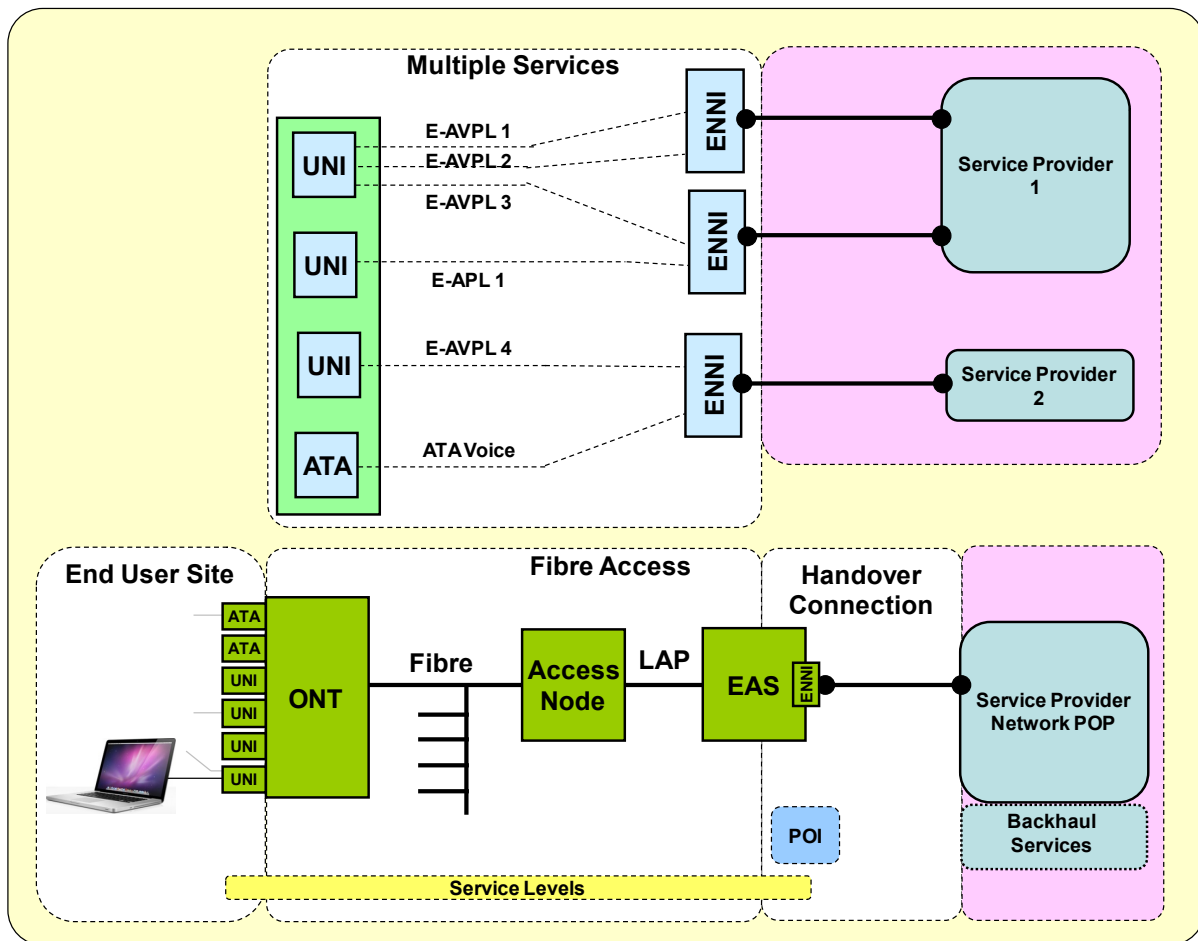 Multiple Services
E-AVPL 1
E-AVPL 2
E-AVPL 3
E-APL 1
E-AVPL 4
ATA Voice
UNI
UNI
UNI
ATA
ENNI
ENNI
ENNI
Service Provider
1
Service Provider
2
End User Site
Fibre Access
Handover
Connection
ATA
ATA
UNI
UNI
UNI
UNI
ONT
Fibre
Access
Node
LAP
EAS
ENNI
Service Provider
Network POP
POI
Backhaul
Services
Service Levels